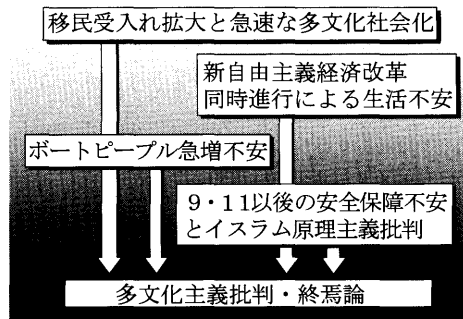 移民受入れ拡大と急速な多文化社会化
新自由主義経済改革
同時進行による生活不安
ボートピープル急増不安
9・11以後の安全保障不安
とイスラム原理主義批判
多文化主義批判・終焉論